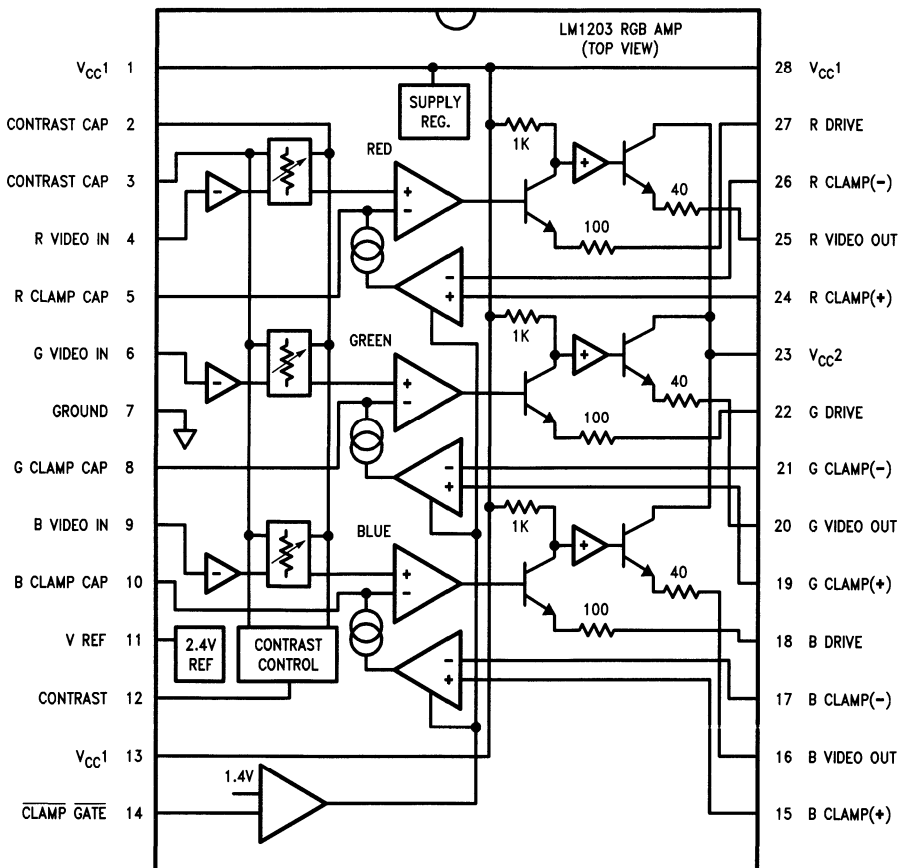 LM1203 RGB AMP
(TOP VIEW)
VCC1 1
CONTRAST CAP 2
CONTRAST CAP 3
R VIDEO IN 4
R CLAMP CAP 5
G VIDEO IN 6
GROUND 7
G CLAMP CAP 8
B VIDEO IN 9
B CLAMP CAP 10
V REF 11
CONTRAST 12
VCC1 13
CLAMP GATE 14
28 VCC1
27 R DRIVE
26 R CLAMP(-)
25 R VIDEO OUT
24 R CLAMP(+)
23 VCC2
22 G DRIVE
21 G CLAMP(-)
20 G VIDEO OUT
19 G CLAMP(+)
18 B DRIVE
17 B CLAMP(-)
16 B VIDEO OUT
15 B CLAMP(+)
SUPPLY
REG.
RED
-
+
-
1K
+
40
100
-
+
GREEN
-
+
-
1K
+
40
100
-
+
BLUE
-
+
-
1K
+
40
100
-
+
2.4V
REF
CONTRAST
CONTROL
1.4V